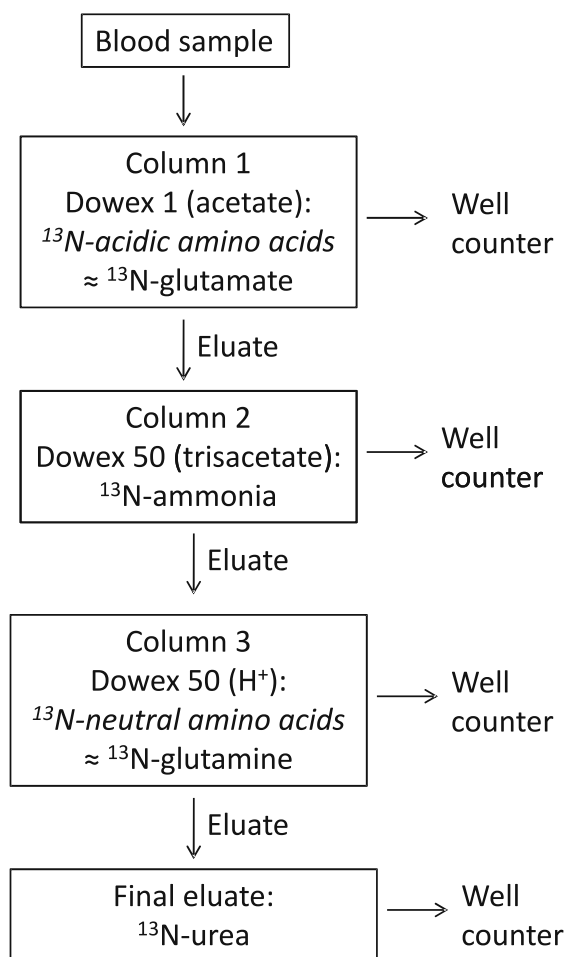 Blood sample
Column 1
Dowex 1 (acetate):
¹³N-acidic amino acids
≈ ¹³N-glutamate
Well
counter
Eluate
Column 2
Dowex 50 (trisacetate):
¹³N-ammonia
Well
counter
Eluate
Column 3
Dowex 50 (H⁺):
¹³N-neutral amino acids
≈ ¹³N-glutamine
Well
counter
Eluate
Final eluate:
¹³N-urea
Well
counter